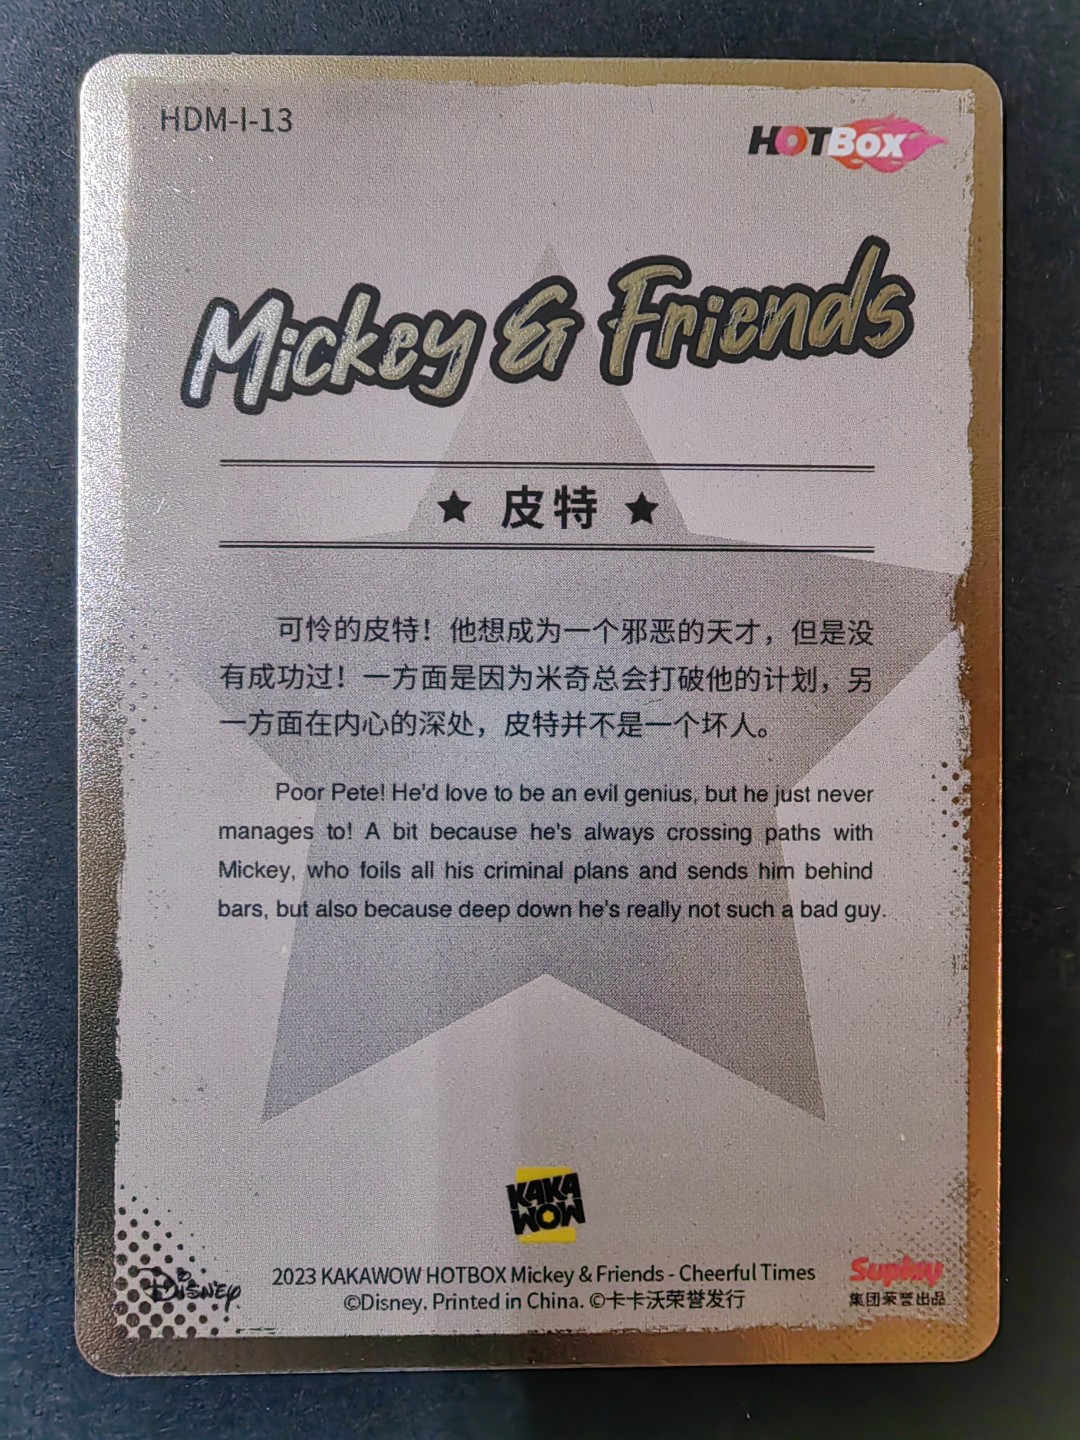 HDM-I-13
HOTBOX
Mickey & Friends
★ 皮特 ★
可怜的皮特！他想成为一个邪恶的天才，但是没
有成功过！一方面是因为米奇总会打破他的计划，另
一方面在内心的深处，皮特并不是一个坏人。
Poor Pete! He'd love to be an evil genius, but he just never
manages to! A bit because he's always crossing paths with
Mickey, who foils all his criminal plans and sends him behind
bars, but also because deep down he's really not such a bad guy.
KAKA
WOW
DISNEY
2023 KAKAWOW HOTBOX Mickey & Friends - Cheerful Times
©Disney. Printed in China. ©卡卡沃荣誉发行
Suplay
集团荣誉出品